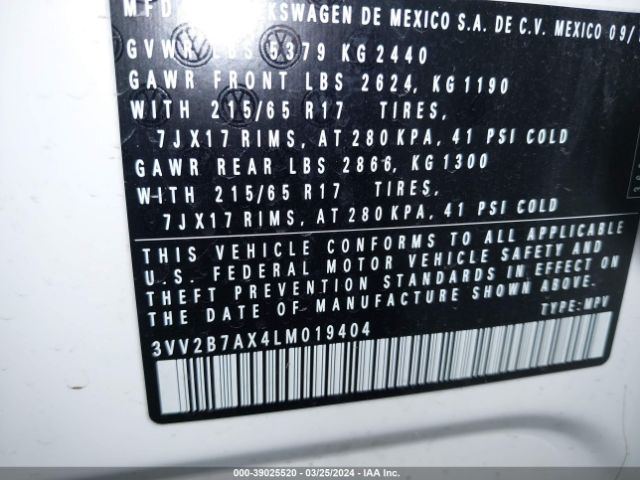 MFD KSWAGEN DE MEXICO S.A. DE C.V. MEXICO 09/
GVWR LBS 5379 KG 2440
GAWR FRONT LBS 2624, KG 1190
WITH 215/65 R17 TIRES,
7JX17 RIMS, AT 280 KPA, 41 PSI COLD
GAWR REAR LBS 2866, KG 1300
WITH 215/65 R17 TIRES,
7JX17 RIMS, AT 280 KPA, 41 PSI COLD
THIS VEHICLE CONFORMS TO ALL APPLICABLE
U.S. FEDERAL MOTOR VEHICLE SAFETY AND
THEFT PREVENTION STANDARDS IN EFFECT ON
THE DATE OF MANUFACTURE SHOWN ABOVE.
3VV2B7AX4LM019404 TYPE: MPV
000-39025520 - 03/25/2024 - IAA Inc.